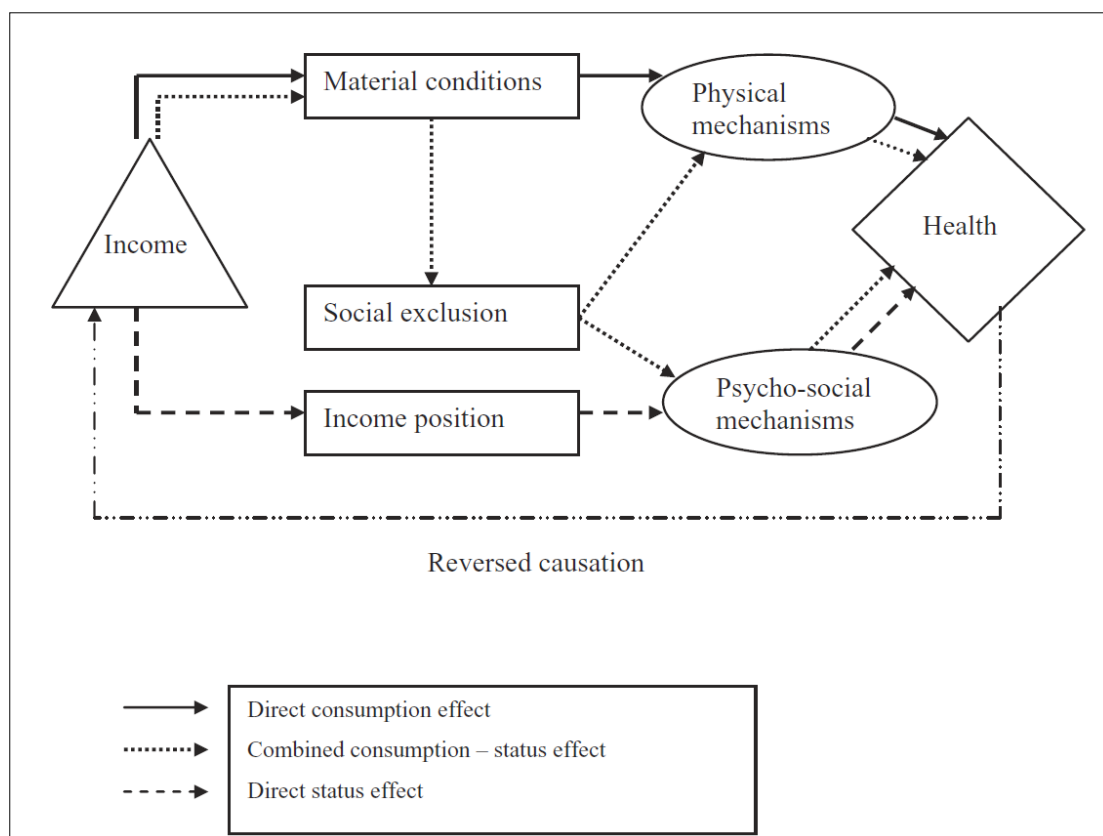 Material conditions
Physical
mechanisms
Income
Health
Social exclusion
Income position
Psycho-social
mechanisms
Reversed causation
Direct consumption effect
Combined consumption – status effect
Direct status effect